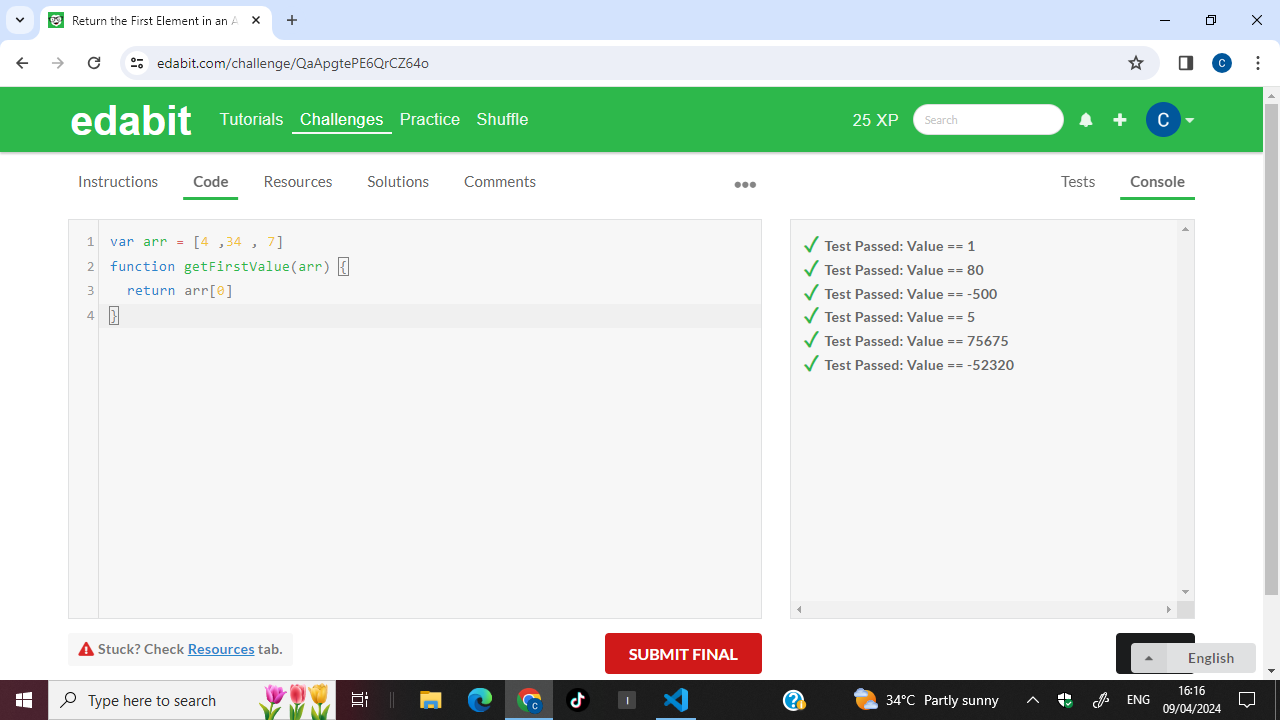 Return the First Element in an A
edabit.com/challenge/QaApgtePE6QrCZ64o
C
edabit
Tutorials
Challenges
Practice
Shuffle
25 XP
Search
C
Instructions
Code
Resources
Solutions
Comments
Tests
Console
1 var arr = [4 ,34 , 7]
2 function getFirstValue(arr) {
3 return arr[0]
4 }
Test Passed: Value == 1
Test Passed: Value == 80
Test Passed: Value == -500
Test Passed: Value == 5
Test Passed: Value == 75675
Test Passed: Value == -52320
Stuck? Check Resources tab.
SUBMIT FINAL
English
Type here to search
C
I
34°C Partly sunny
ENG
16:16
09/04/2024